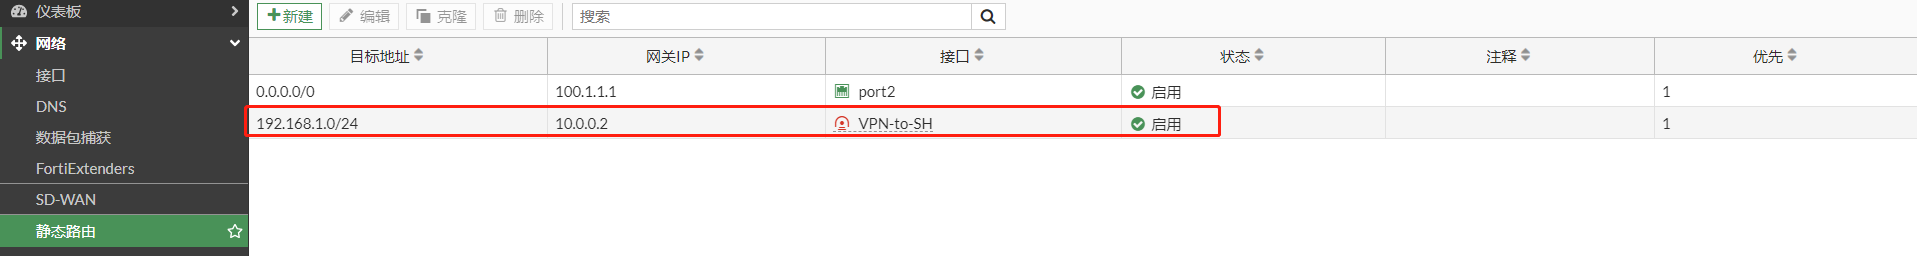 仪表板
网络
接口
DNS
数据包捕获
FortiExtenders
SD-WAN
静态路由
新建 编辑 克隆 删除 搜索
目标地址 网关IP 接口 状态 注释 优先
0.0.0.0/0 100.1.1.1 port2 启用 1
192.168.1.0/24 10.0.0.2 VPN-to-SH 启用 1